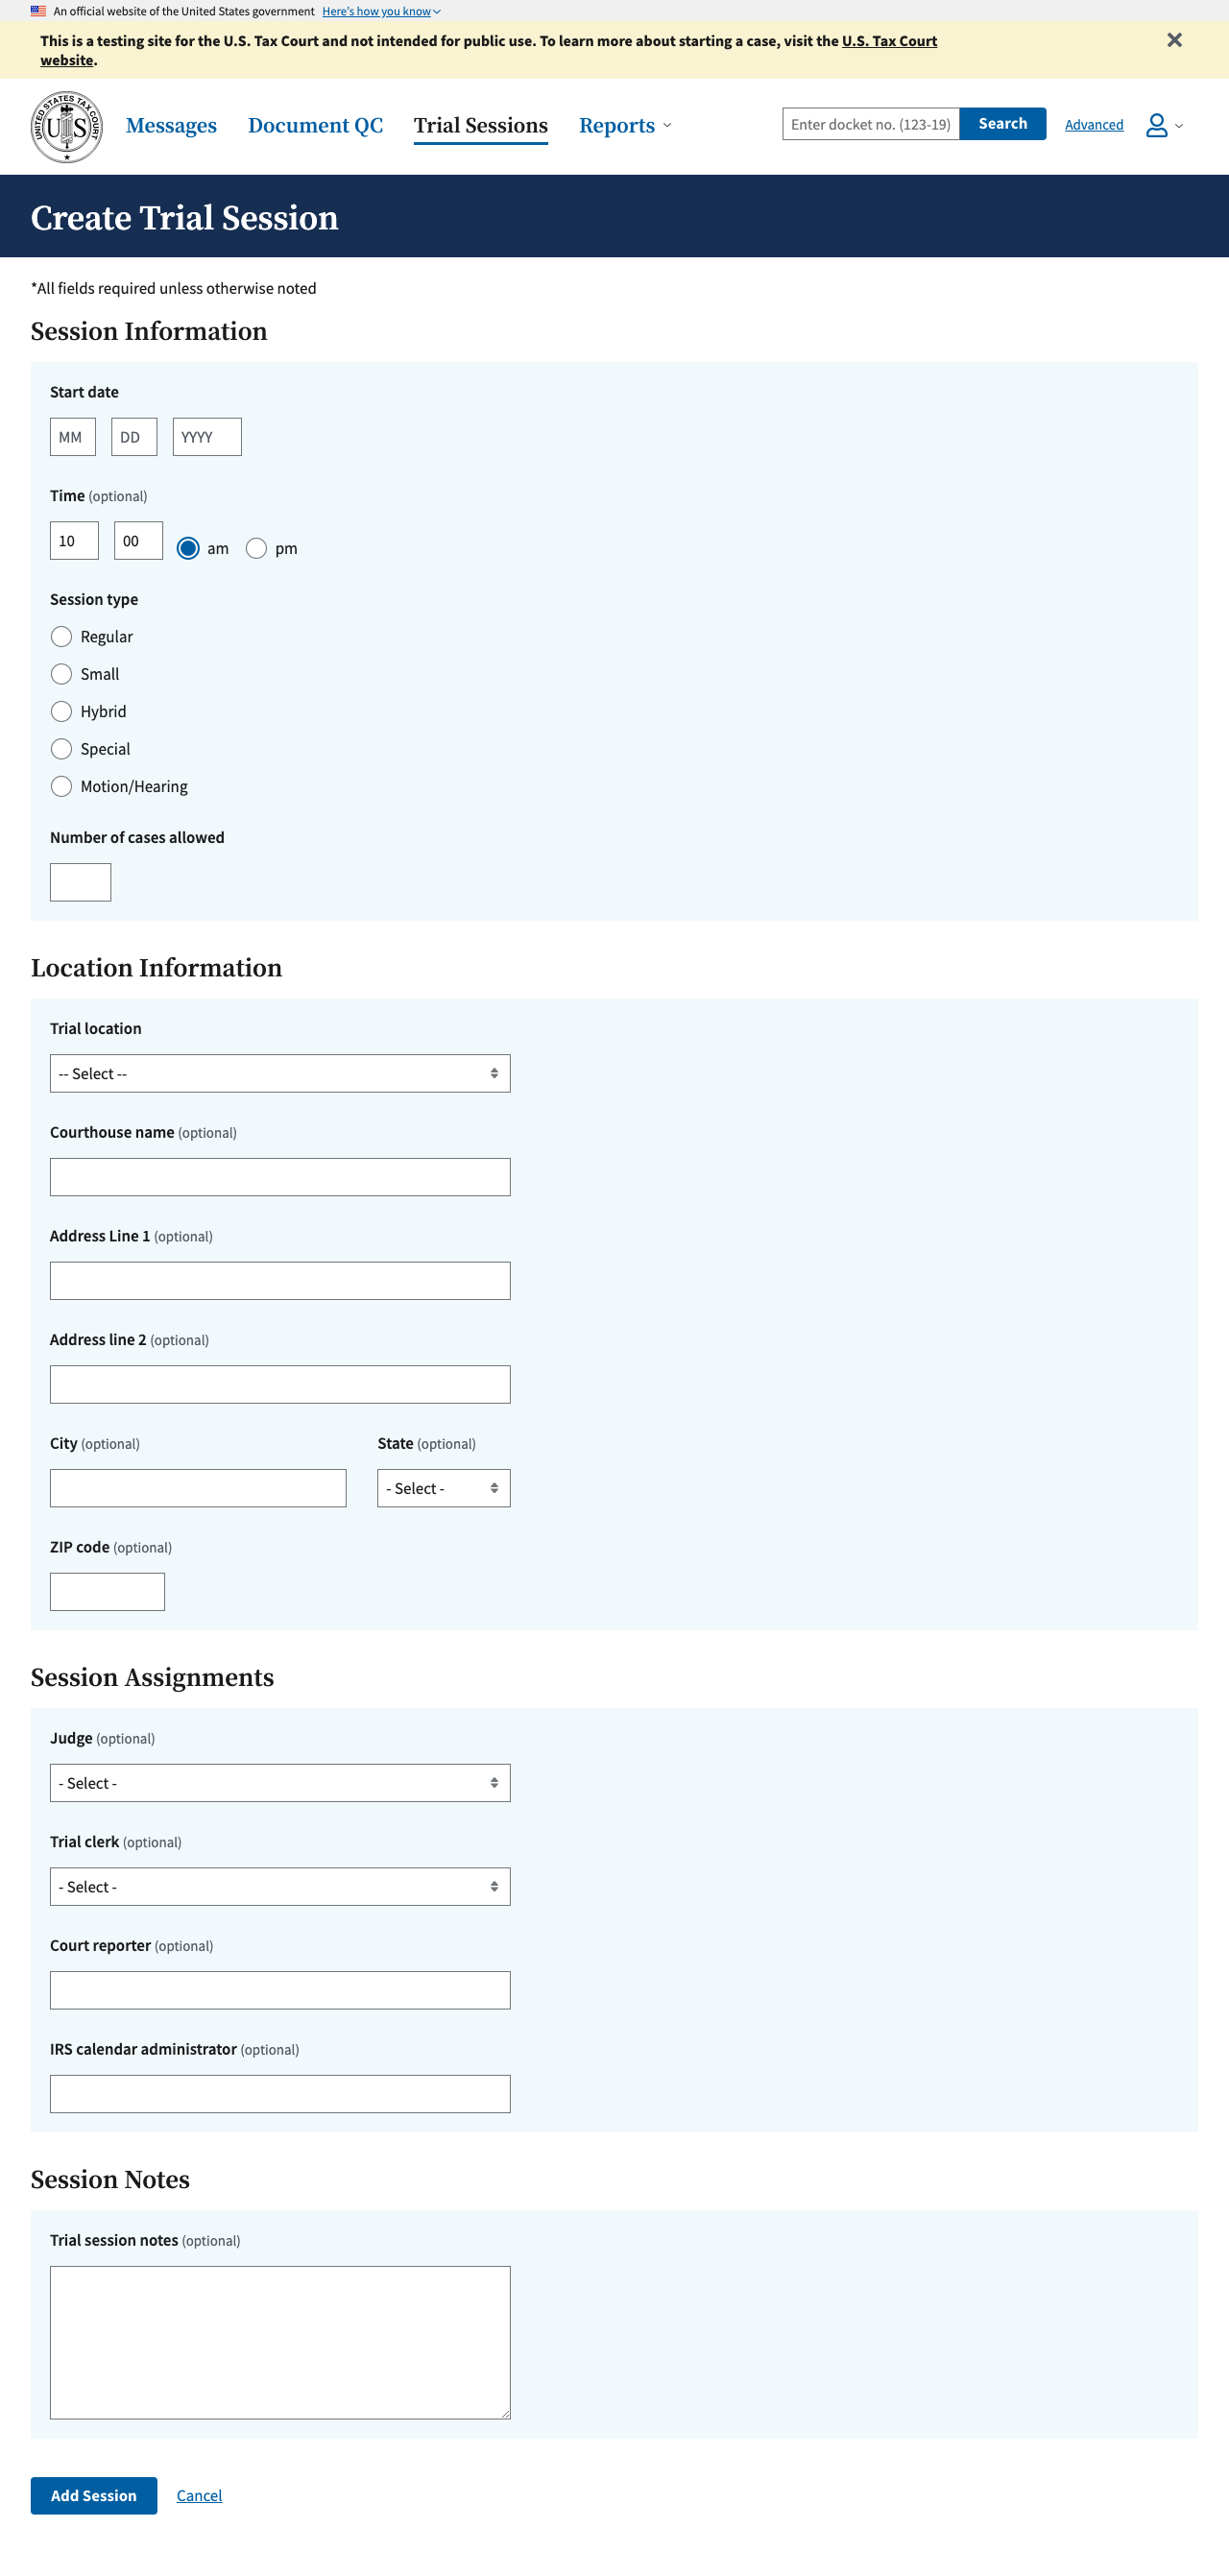 An official website of the United States government Here's how you know
This is a testing site for the U.S. Tax Court and not intended for public use. To learn more about starting a case, visit the U.S. Tax Court
website.
UNITED STATES TAX COURT
US
Messages Document QC Trial Sessions Reports Enter docket no. (123-19) Search Advanced
Create Trial Session
*All fields required unless otherwise noted
Session Information
Start date
MM DD YYYY
Time (optional)
10 00 am pm
Session type
Regular
Small
Hybrid
Special
Motion/Hearing
Number of cases allowed
Location Information
Trial location
-- Select --
Courthouse name (optional)
Address Line 1 (optional)
Address line 2 (optional)
City (optional) State (optional)
- Select -
ZIP code (optional)
Session Assignments
Judge (optional)
- Select -
Trial clerk (optional)
- Select -
Court reporter (optional)
IRS calendar administrator (optional)
Session Notes
Trial session notes (optional)
Add Session Cancel